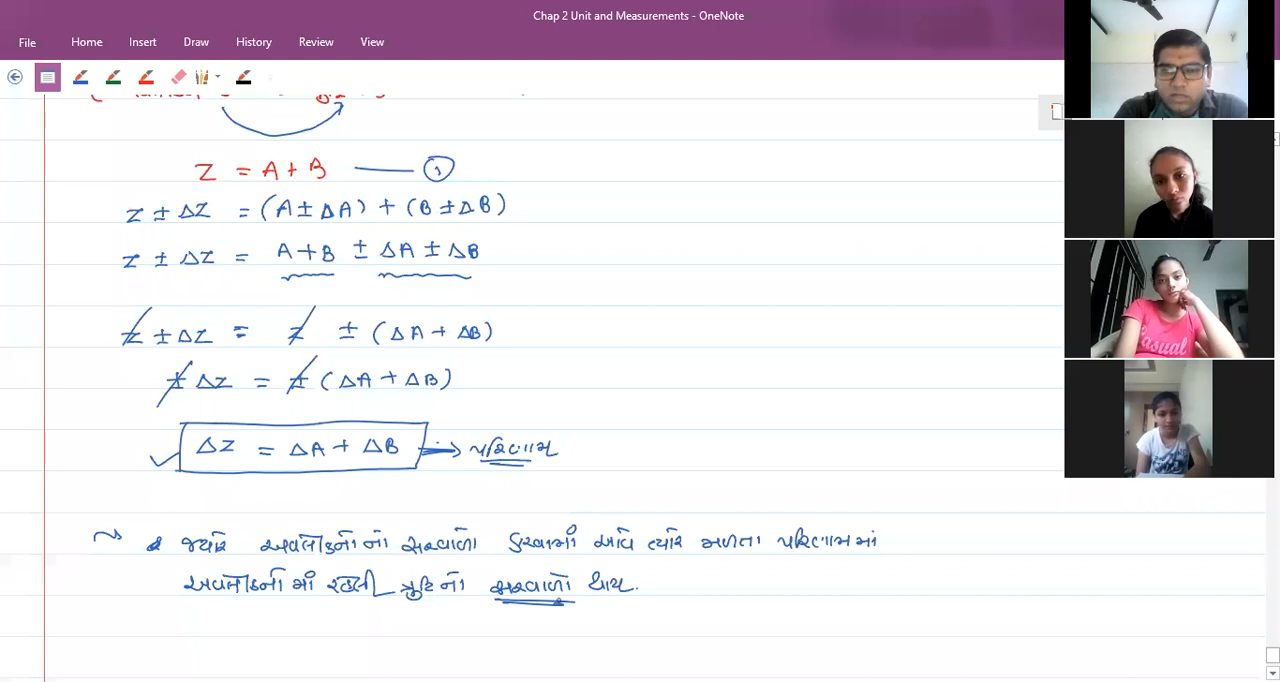 Chap 2 Unit and Measurements - OneNote
File Home Insert Draw History Review View
Z = A + B —— ①
Z ± ΔZ = (A ± ΔA) + (B ± ΔB)
Z ± ΔZ = A + B ± ΔA ± ΔB
Z ± ΔZ = Z ± (ΔA + ΔB)
± ΔZ = ± (ΔA + ΔB)
ΔZ = ΔA + ΔB → પરિણામ
જ્યારે અવલોકનોનો સરવાળો કરવામાં આવે ત્યારે મળતા પરિણામમાં
અવલોકનોમાં રહેલી ત્રુટિનો સરવાળો થાય.
casual